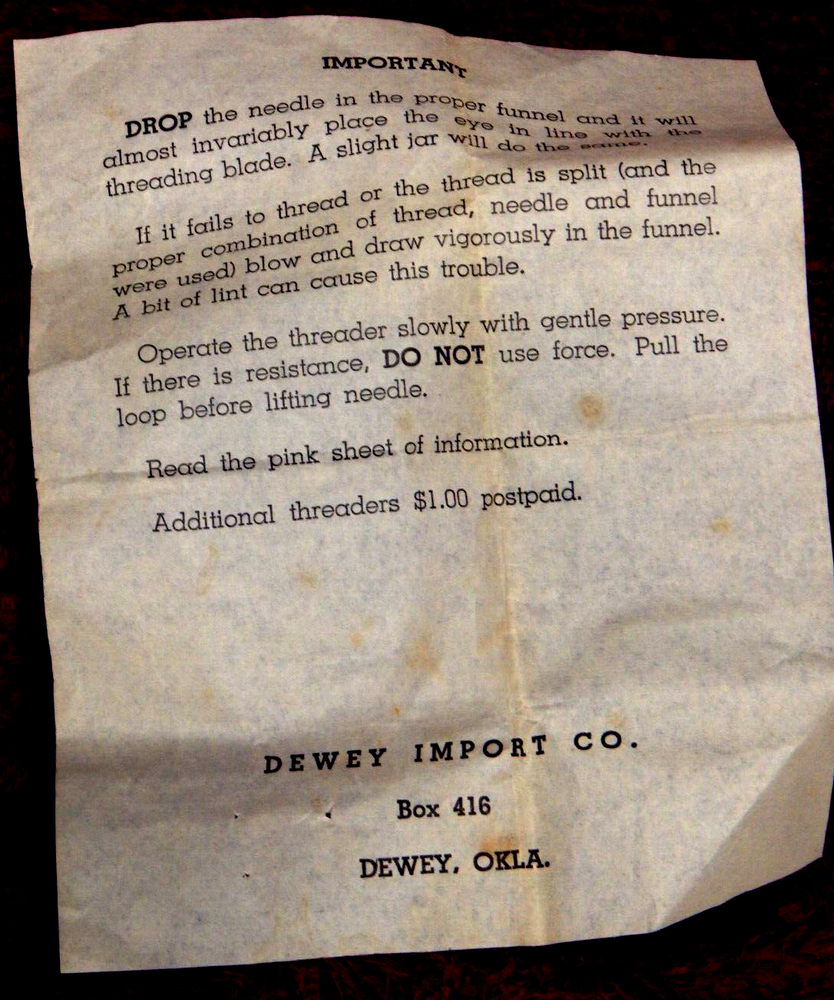 IMPORTANT
DROP the needle in the proper funnel and it will
almost invariably place the eye in line with the
threading blade. A slight jar will do the same.
If it fails to thread or the thread is split (and the
proper combination of thread, needle and funnel
were used) blow and draw vigorously in the funnel.
A bit of lint can cause this trouble.
Operate the threader slowly with gentle pressure.
If there is resistance, DO NOT use force. Pull the
loop before lifting needle.
Read the pink sheet of information.
Additional threaders $1.00 postpaid.
DEWEY IMPORT CO.
Box 416
DEWEY, OKLA.